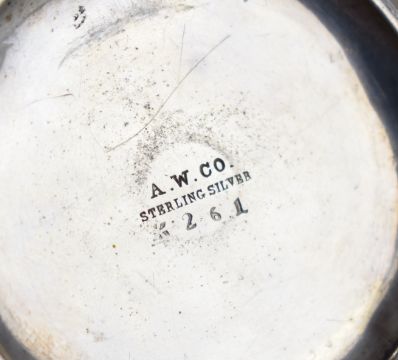 A.W.CO.
STERLING SILVER
261